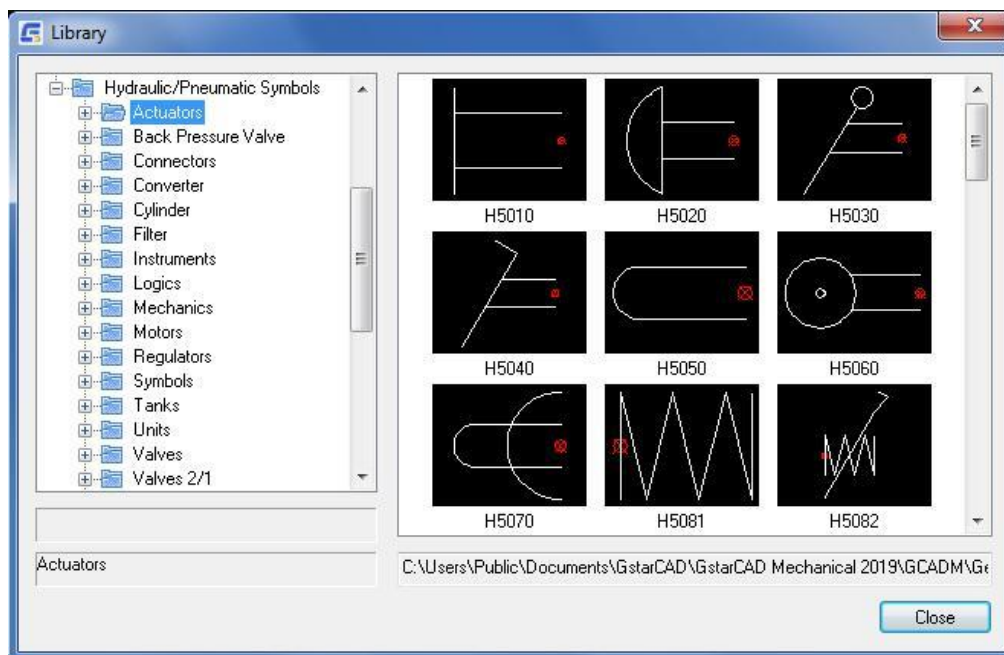 Library
Hydraulic/Pneumatic Symbols
Actuators
Back Pressure Valve
Connectors
Converter
Cylinder
Filter
Instruments
Logics
Mechanics
Motors
Regulators
Symbols
Tanks
Units
Valves
Valves 2/1
H5010 H5020 H5030
H5040 H5050 H5060
H5070 H5081 H5082
Actuators
C:\Users\Public\Documents\GstarCAD\GstarCAD Mechanical 2019\GCADM\Ge
Close